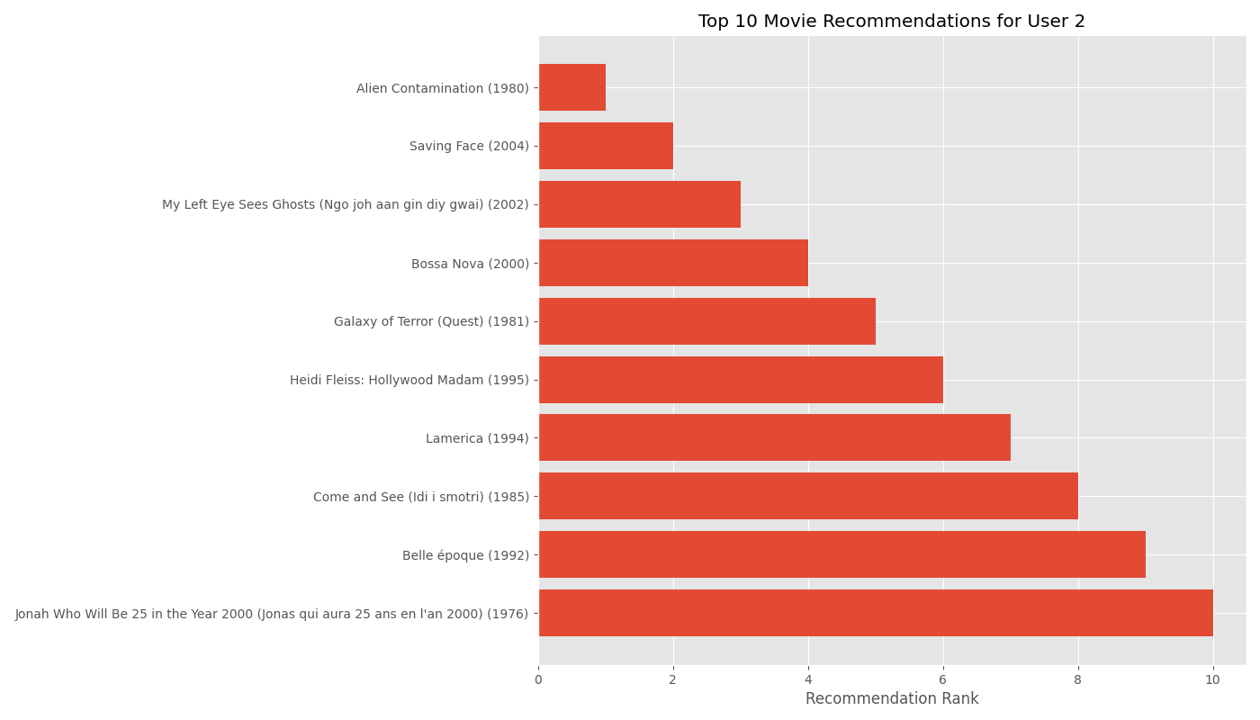 Top 10 Movie Recommendations for User 2
Alien Contamination (1980)
Saving Face (2004)
My Left Eye Sees Ghosts (Ngo joh aan gin diy gwai) (2002)
Bossa Nova (2000)
Galaxy of Terror (Quest) (1981)
Heidi Fleiss: Hollywood Madam (1995)
Lamerica (1994)
Come and See (Idi i smotri) (1985)
Belle époque (1992)
Jonah Who Will Be 25 in the Year 2000 (Jonas qui aura 25 ans en l'an 2000) (1976)
0 2 4 6 8 10
Recommendation Rank